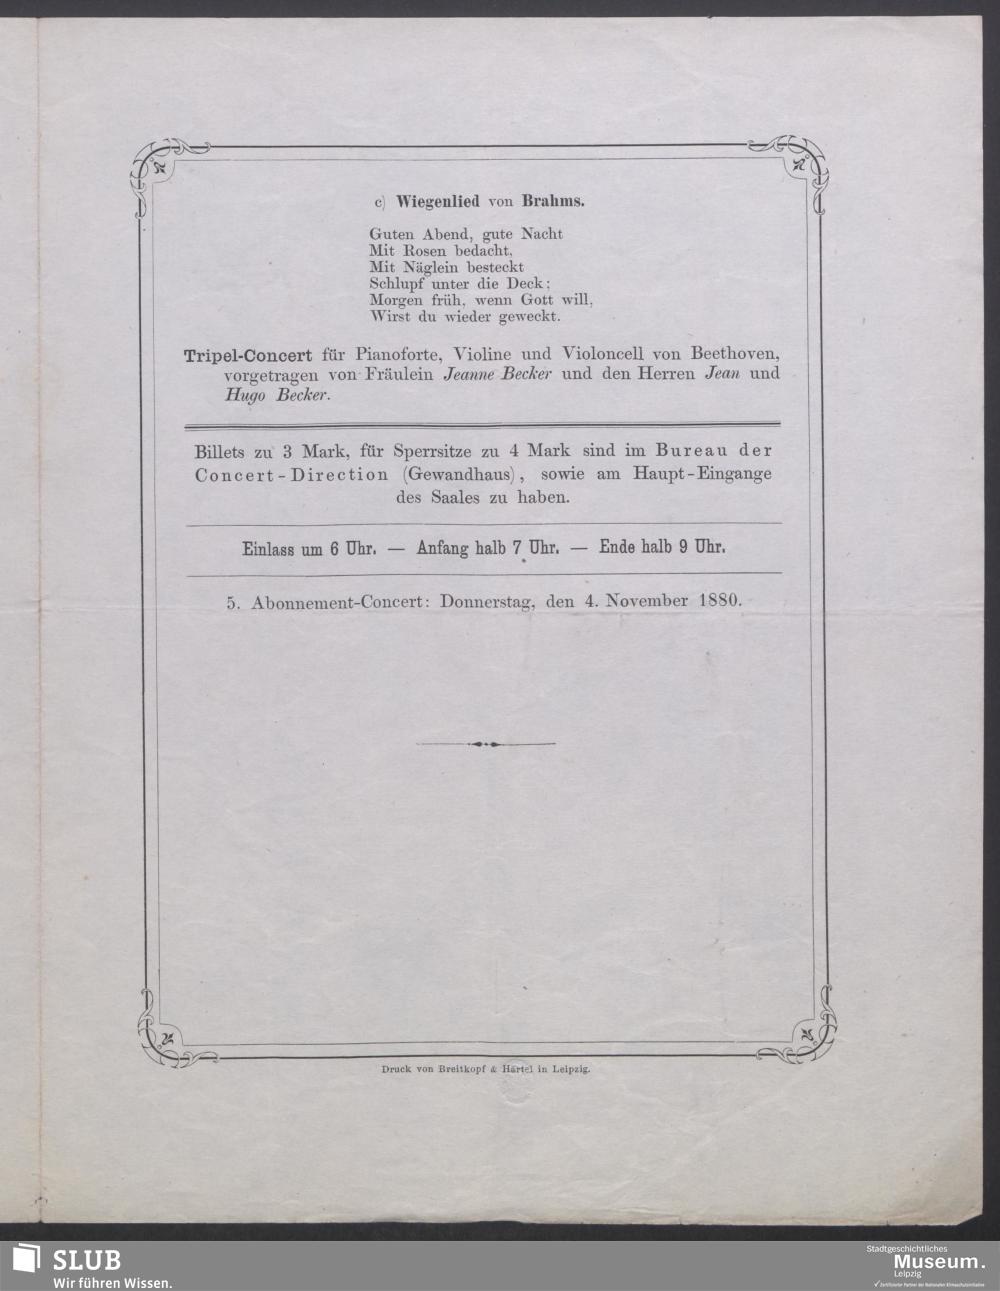 c) Wiegenlied von Brahms.
Guten Abend, gute Nacht
Mit Rosen bedacht,
Mit Näglein besteckt
Schlupf unter die Deck;
Morgen früh, wenn Gott will,
Wirst du wieder geweckt.
Tripel-Concert für Pianoforte, Violine und Violoncell von Beethoven,
vorgetragen von Fräulein Jeanne Becker und den Herren Jean und
Hugo Becker.
Billets zu 3 Mark, für Sperrsitze zu 4 Mark sind im Bureau der
Concert-Direction (Gewandhaus), sowie am Haupt-Eingange
des Saales zu haben.
Einlass um 6 Uhr. — Anfang halb 7 Uhr. — Ende halb 9 Uhr.
5. Abonnement-Concert: Donnerstag, den 4. November 1880.
Druck von Breitkopf & Härtel in Leipzig.
SLUB
Wir führen Wissen.
Stadtgeschichtliches
Museum.
Leipzig
Zertifizierter Partner der Nationalen Klimaschutzinitiative